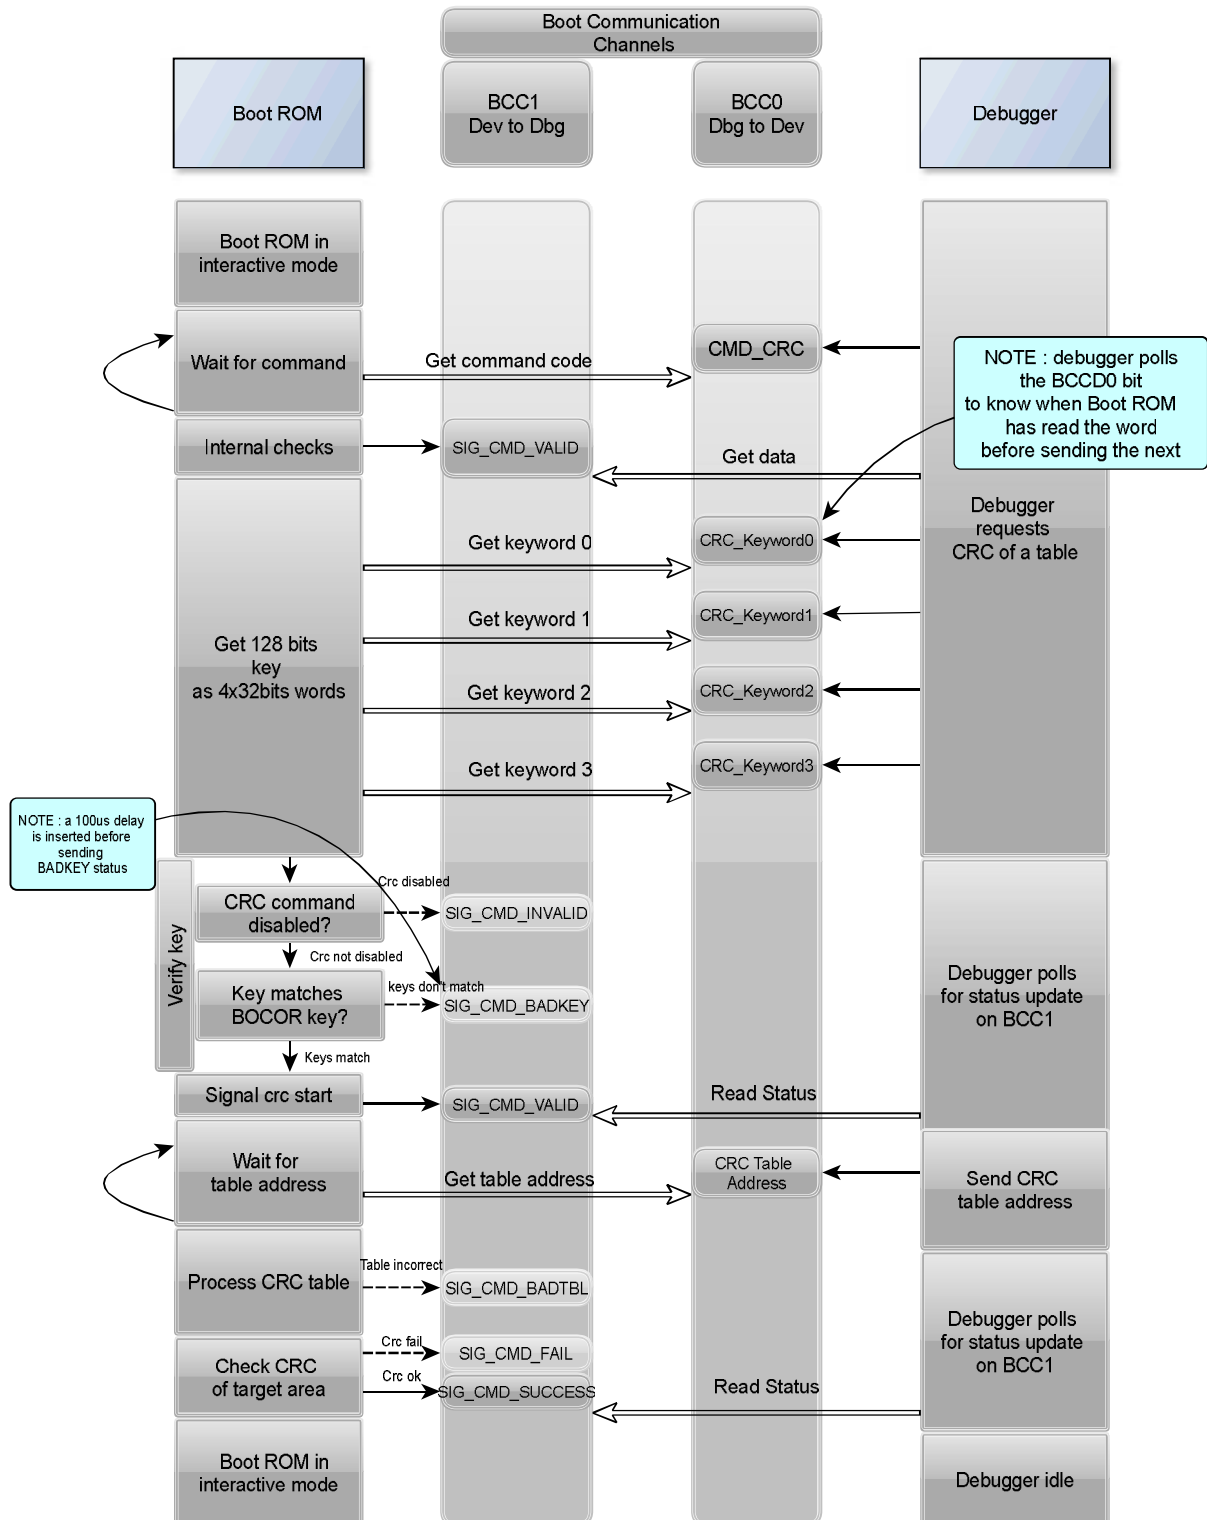 Boot Communication
Channels
Boot ROM
BCC1
Dev to Dbg
BCC0
Dbg to Dev
Debugger
Boot ROM in
interactive mode
Wait for command
Get command code
CMD_CRC
NOTE : debugger polls
the BCCD0 bit
to know when Boot ROM
has read the word
before sending the next
Internal checks
SIG_CMD_VALID
Get data
Debugger
requests
CRC of a table
Get keyword 0
CRC_Keyword0
Get keyword 1
CRC_Keyword1
Get 128 bits
key
as 4x32bits words
Get keyword 2
CRC_Keyword2
Get keyword 3
CRC_Keyword3
NOTE : a 100us delay
is inserted before
sending
BADKEY status
Verify key
CRC command
disabled?
Crc disabled
SIG_CMD_INVALID
Crc not disabled
Key matches
BOCOR key?
keys don't match
SIG_CMD_BADKEY
Debugger polls
for status update
on BCC1
Keys match
Signal crc start
SIG_CMD_VALID
Read Status
Wait for
table address
Get table address
CRC Table
Address
Send CRC
table address
Process CRC table
Table incorrect
SIG_CMD_BADTBL
Debugger polls
for status update
on BCC1
Check CRC
of target area
Crc fail
SIG_CMD_FAIL
Crc ok
SIG_CMD_SUCCESS
Read Status
Boot ROM in
interactive mode
Debugger idle